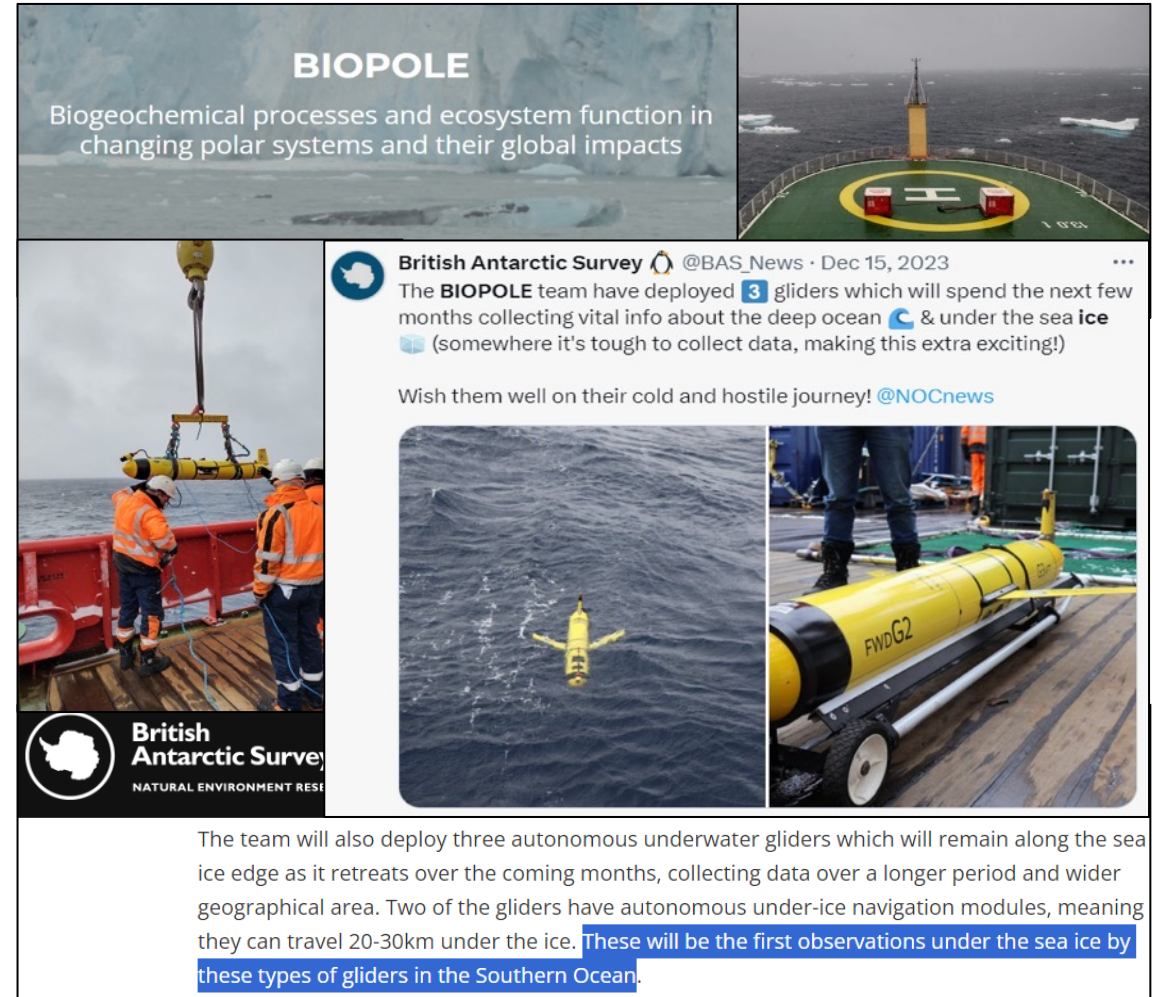 BIOPOLE
Biogeochemical processes and ecosystem function in
changing polar systems and their global impacts
H
British Antarctic Survey 🐧 @BAS_News · Dec 15, 2023
The BIOPOLE team have deployed 3️⃣ gliders which will spend the next few
months collecting vital info about the deep ocean 🌊 & under the sea ice
🧊 (somewhere it's tough to collect data, making this extra exciting!)
Wish them well on their cold and hostile journey! @NOCnews
FWDG2
British
Antarctic Survey
NATURAL ENVIRONMENT RESE
The team will also deploy three autonomous underwater gliders which will remain along the sea
ice edge as it retreats over the coming months, collecting data over a longer period and wider
geographical area. Two of the gliders have autonomous under-ice navigation modules, meaning
they can travel 20-30km under the ice. These will be the first observations under the sea ice by
these types of gliders in the Southern Ocean.